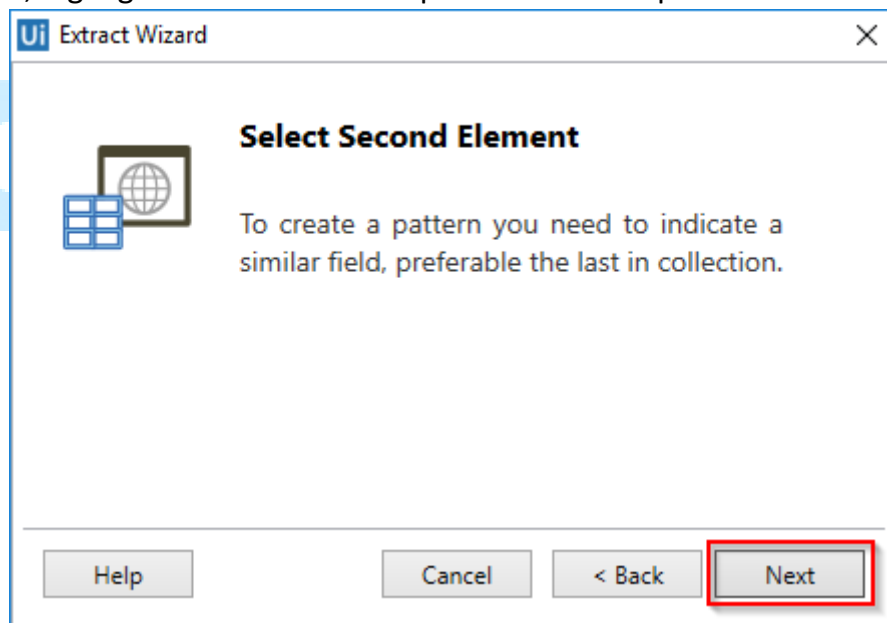 Ui Extract Wizard
Select Second Element
To create a pattern you need to indicate a
similar field, preferable the last in collection.
Help Cancel < Back Next